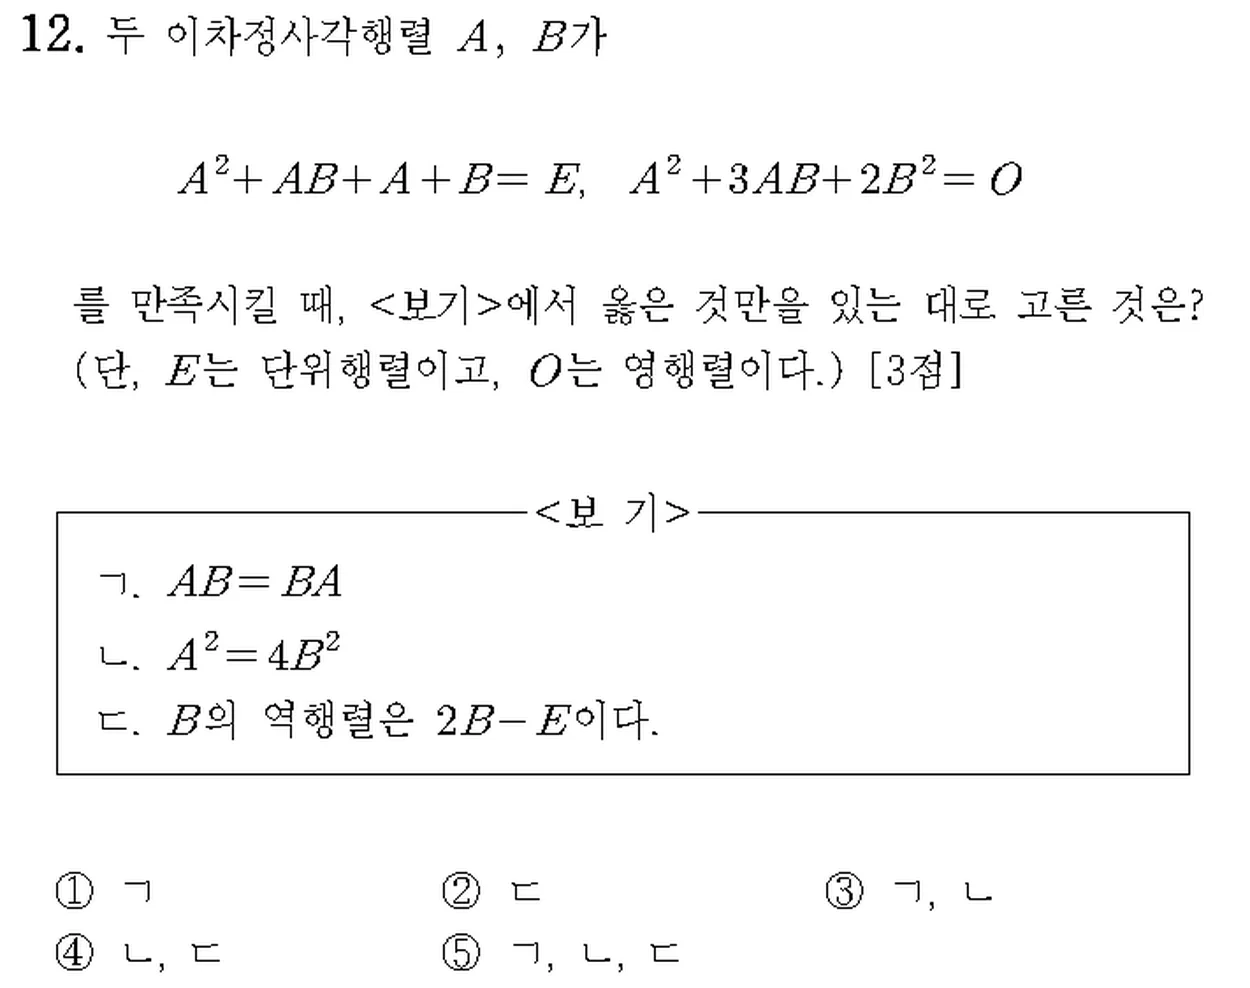 12. 두 이차정사각행렬 A, B가
A²+AB+A+B=E, A²+3AB+2B²=O
를 만족시킬 때, <보기>에서 옳은 것만을 있는 대로 고른 것은?
(단, E는 단위행렬이고, O는 영행렬이다.) [3점]
<보 기>
ㄱ. AB=BA
ㄴ. A²=4B²
ㄷ. B의 역행렬은 2B-E이다.
① ㄱ ② ㄷ ③ ㄱ, ㄴ
④ ㄴ, ㄷ ⑤ ㄱ, ㄴ, ㄷ